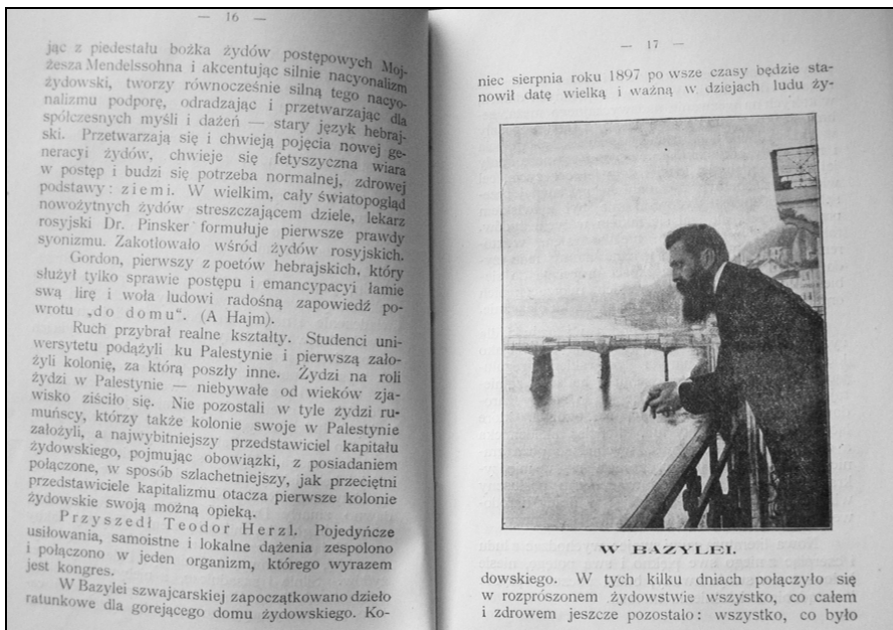 — 16 —
jąc z piedestału bożka żydów postępowych Moj-
żesza Mendelssohna i akcentując silnie nacyonalizm
żydowski, tworzy równocześnie silną tego nacyo-
nalizmu podporę, odradzając i przetwarzając dla
spółczesnych myśli i dążeń — stary język hebraj-
ski. Przetwarzają się i chwieją pojęcia nowej ge-
neracyi żydów, chwieje się fetyszyczna wiara
w postęp i budzi się potrzeba normalnej, zdrowej
podstawy: ziemi. W wielkim, cały światopogląd
nowożytnych żydów streszczającem dziele, lekarz
rosyjski Dr. Pinsker formułuje pierwsze prawdy
syonizmu. Zakotłowało wśród żydów rosyjskich.
Gordon, pierwszy z poetów hebrajskich, który
służył tylko sprawie postępu i emancypacyi łamie
swą lirę i woła ludowi radośną zapowiedź po-
wrotu „do domu“. (A Hajm).
Ruch przybrał realne kształty. Studenci uni-
wersytetu podążyli ku Palestynie i pierwszą zało-
żyli kolonię, za którą poszły inne. Żydzi na roli
żydzi w Palestynie — niebywałe od wieków zja-
wisko ziściło się. Nie pozostali w tyle żydzi ru-
muńscy, którzy także kolonie swoje w Palestynie
założyli, a najwybitniejszy przedstawiciel kapitału
żydowskiego, pojmując obowiązki, z posiadaniem
połączone, w sposób szlachetniejszy, jak przeciętni
przedstawiciele kapitalizmu otacza pierwsze kolonie
żydowskie swoją możną opieką.
Przyszedł Teodor Herzl. Pojedyńcze
usiłowania, samoistne i lokalne dążenia zespolono
i połączono w jeden organizm, którego wyrazem
jest kongres.
W Bazylei szwajcarskiej zapoczątkowano dzieło
ratunkowe dla gorejącego domu żydowskiego. Ko-
— 17 —
niec sierpnia roku 1897 po wsze czasy będzie sta-
nowił datę wielką i ważną w dziejach ludu ży-
W BAZYLEI.
dowskiego. W tych kilku dniach połączyło się
w rozprószonem żydowstwie wszystko, co całem
i zdrowem jeszcze pozostało: wszystko, co było